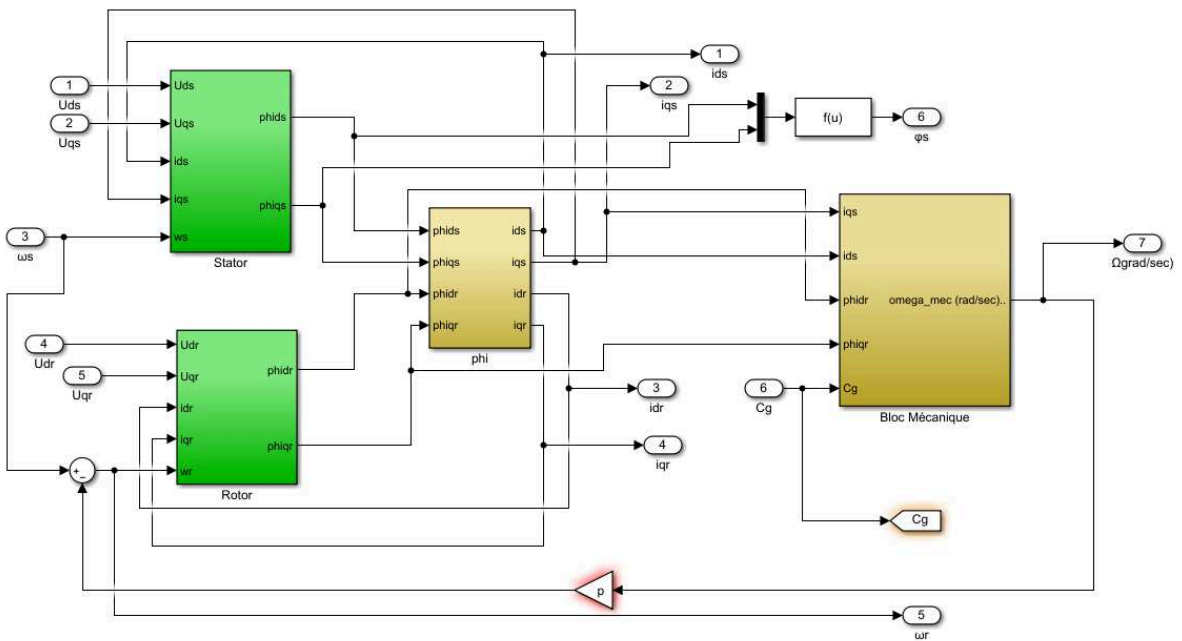 1
ids
2
iqs
1
Uds
2
Uqs
Uds
Uqs
ids
iqs
ws
phids
phiqs
Stator
f(u)
6
φs
3
ωs
phids
phiqs
phidr
phiqr
ids
iqs
idr
iqr
phi
iqs
ids
phidr
phiqr
Cg
omega_mec (rad/sec)..
Bloc Mécanique
7
Ωgrad/sec)
4
Udr
5
Uqr
Udr
Uqr
idr
iqr
wr
phidr
phiqr
Rotor
3
idr
4
iqr
6
Cg
Cg
p
5
ωr